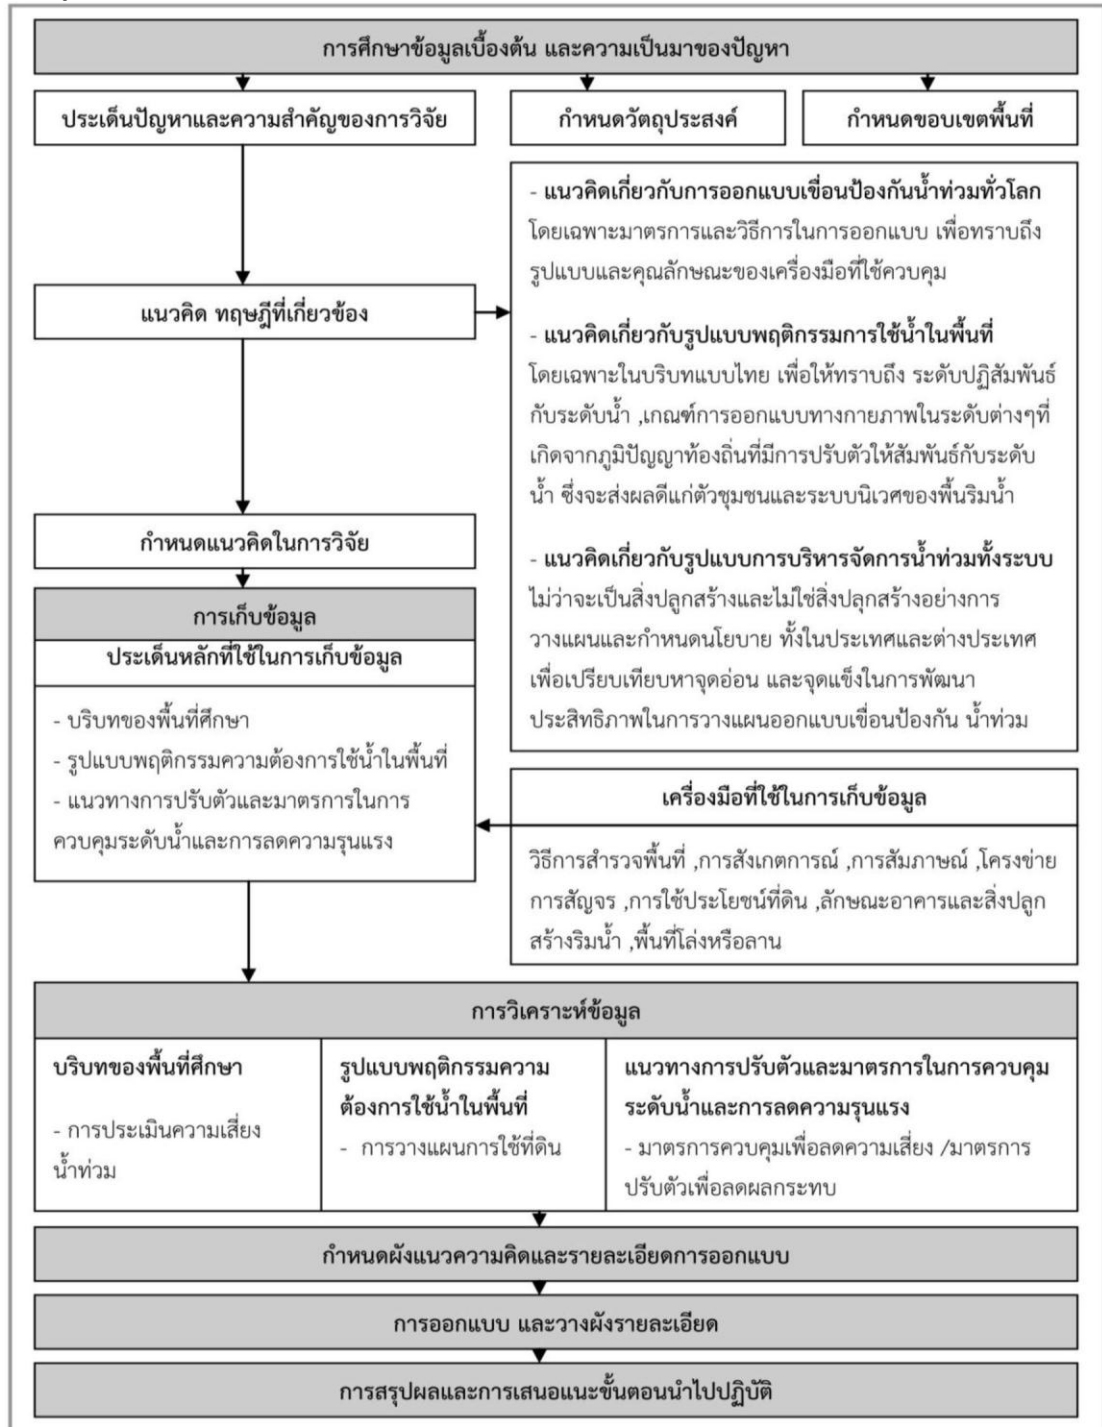 การศึกษาข้อมูลเบื้องต้น และความเป็นมาของปัญหา
ประเด็นปัญหาและความสำคัญของการวิจัย
กำหนดวัตถุประสงค์
กำหนดขอบเขตพื้นที่
แนวคิด ทฤษฎีที่เกี่ยวข้อง
- แนวคิดเกี่ยวกับการออกแบบเขื่อนป้องกันน้ำท่วมทั่วโลก
โดยเฉพาะมาตรการและวิธีการในการออกแบบ เพื่อทราบถึง
รูปแบบและคุณลักษณะของเครื่องมือที่ใช้ควบคุม
- แนวคิดเกี่ยวกับรูปแบบพฤติกรรมการใช้น้ำในพื้นที่
โดยเฉพาะในบริบทแบบไทย เพื่อให้ทราบถึง ระดับปฏิสัมพันธ์
กับระดับน้ำ ,เกณฑ์การออกแบบทางกายภาพในระดับต่างๆที่
เกิดจากภูมิปัญญาท้องถิ่นที่มีการปรับตัวให้สัมพันธ์กับระดับ
น้ำ ซึ่งจะส่งผลดีแก่ตัวชุมชนและระบบนิเวศของพื้นริมน้ำ
- แนวคิดเกี่ยวกับรูปแบบการบริหารจัดการน้ำท่วมทั้งระบบ
ไม่ว่าจะเป็นสิ่งปลูกสร้างและไม่ใช่สิ่งปลุกสร้างอย่างการ
วางแผนและกำหนดนโยบาย ทั้งในประเทศและต่างประเทศ
เพื่อเปรียบเทียบหาจุดอ่อน และจุดแข็งในการพัฒนา
ประสิทธิภาพในการวางแผนออกแบบเขื่อนป้องกัน น้ำท่วม
กำหนดแนวคิดในการวิจัย
การเก็บข้อมูล
ประเด็นหลักที่ใช้ในการเก็บข้อมูล
- บริบทของพื้นที่ศึกษา
- รูปแบบพฤติกรรมความต้องการใช้น้ำในพื้นที่
- แนวทางการปรับตัวและมาตรการในการ
ควบคุมระดับน้ำและการลดความรุนแรง
เครื่องมือที่ใช้ในการเก็บข้อมูล
วิธีการสำรวจพื้นที่ ,การสังเกตการณ์ ,การสัมภาษณ์ ,โครงข่าย
การสัญจร ,การใช้ประโยชน์ที่ดิน ,ลักษณะอาคารและสิ่งปลูก
สร้างริมน้ำ ,พื้นที่โล่งหรือลาน
การวิเคราะห์ข้อมูล
บริบทของพื้นที่ศึกษา
- การประเมินความเสี่ยง
น้ำท่วม
รูปแบบพฤติกรรมความ
ต้องการใช้น้ำในพื้นที่
- การวางแผนการใช้ที่ดิน
แนวทางการปรับตัวและมาตรการในการควบคุม
ระดับน้ำและการลดความรุนแรง
- มาตรการควบคุมเพื่อลดความเสี่ยง /มาตรการ
ปรับตัวเพื่อลดผลกระทบ
กำหนดผังแนวความคิดและรายละเอียดการออกแบบ
การออกแบบ และวางผังรายละเอียด
การสรุปผลและการเสนอแนะขั้นตอนนำไปปฏิบัติ